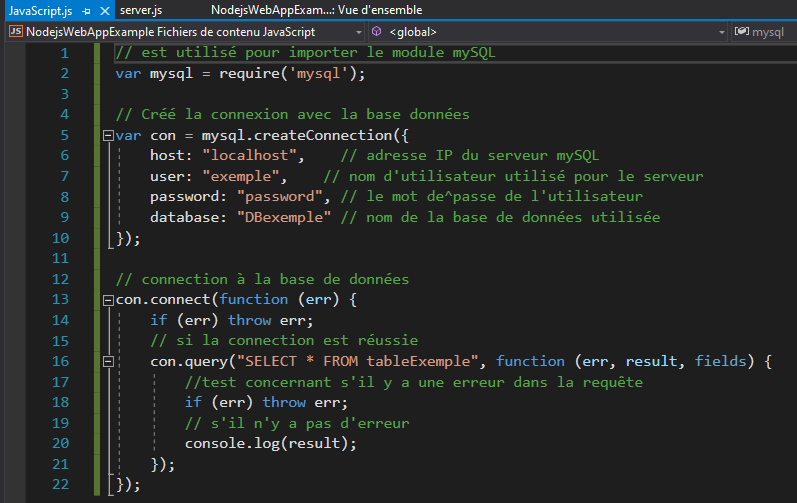 JavaScript.js server.js NodejsWebAppExam...: Vue d'ensemble
JS NodejsWebAppExample Fichiers de contenu JavaScript <global> mysql
1 // est utilisé pour importer le module mySQL
2 var mysql = require('mysql');
3
4 // Créé la connexion avec la base données
5 var con = mysql.createConnection({
6 host: "localhost", // adresse IP du serveur mySQL
7 user: "exemple", // nom d'utilisateur utilisé pour le serveur
8 password: "password", // le mot de^passe de l'utilisateur
9 database: "DBexemple" // nom de la base de données utilisée
10 });
11
12 // connection à la base de données
13 con.connect(function (err) {
14 if (err) throw err;
15 // si la connection est réussie
16 con.query("SELECT * FROM tableExemple", function (err, result, fields) {
17 //test concernant s'il y a une erreur dans la requête
18 if (err) throw err;
19 // s'il n'y a pas d'erreur
20 console.log(result);
21 });
22 });